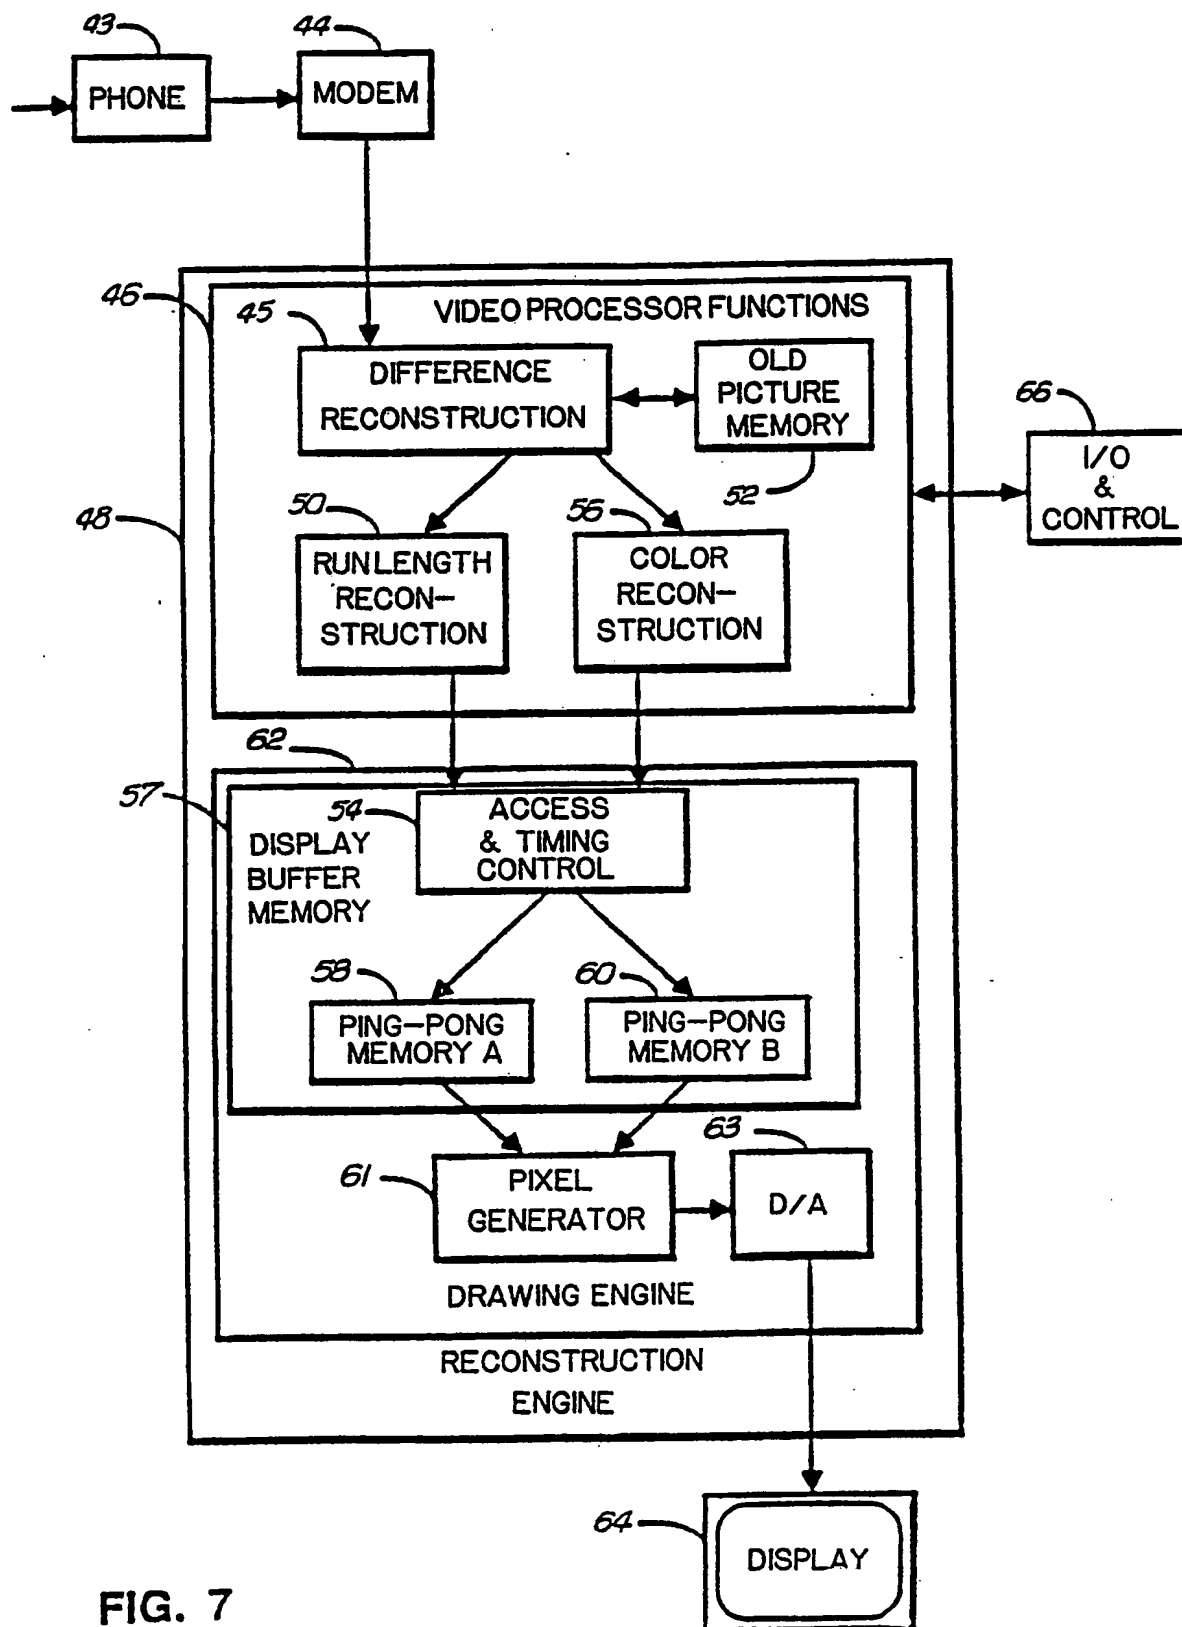 43
44
PHONE
MODEM
46
45
VIDEO PROCESSOR FUNCTIONS
DIFFERENCE
RECONSTRUCTION
OLD
PICTURE
MEMORY
52
66
I/O
&
CONTROL
48
50
RUN LENGTH
RECON-
STRUCTION
56
COLOR
RECON-
STRUCTION
62
57
54
ACCESS
& TIMING
CONTROL
DISPLAY
BUFFER
MEMORY
58
PING-PONG
MEMORY A
60
PING-PONG
MEMORY B
61
PIXEL
GENERATOR
63
D/A
DRAWING ENGINE
RECONSTRUCTION
ENGINE
64
DISPLAY
FIG. 7